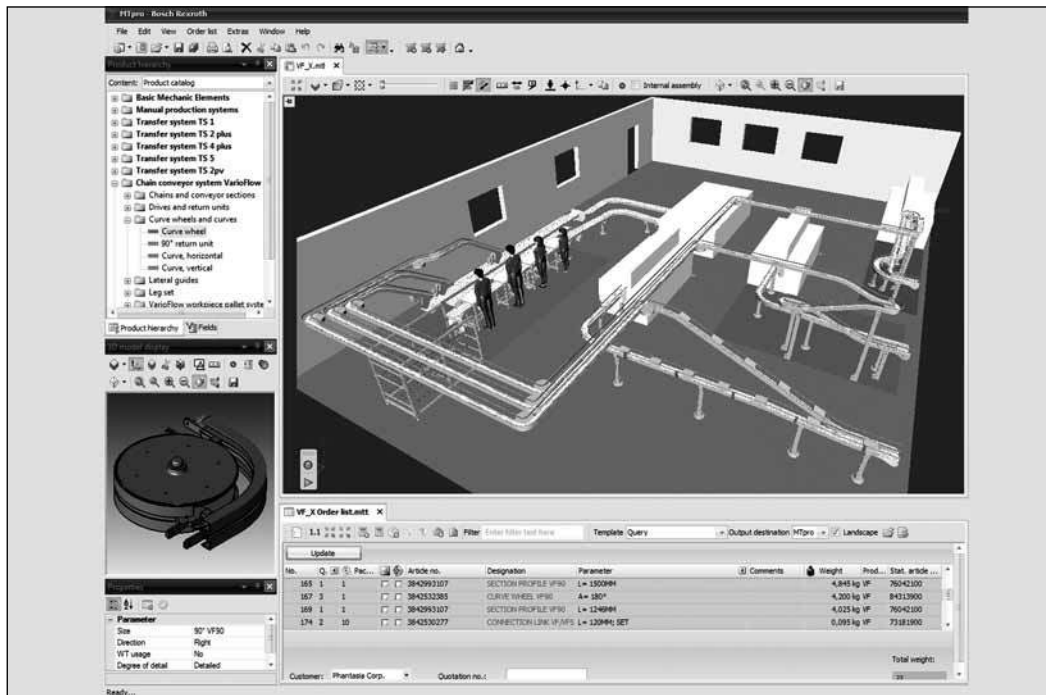 MTpro - Bosch Rexroth
File Edit View Order list Extras Window Help
Product hierarchy
Content: Product catalog
Basic Mechanic Elements
Manual production systems
Transfer system TS 1
Transfer system TS 2 plus
Transfer system TS 4 plus
Transfer system TS 5
Transfer system TS 2pv
Chain conveyor system VarioFlow
Chains and conveyor sections
Drives and return units
Curve wheels and curves
Curve wheel
90° return unit
Curve, horizontal
Curve, vertical
Lateral guides
Leg set
VarioFlow workpiece pallet syste
Product hierarchy Fields
3D model display
Properties
Parameter
Size 90° VF90
Direction Right
WT usage No
Degree of detail Detailed
Ready...
VF_X.mtl
Internal assembly
VF_X Order list.mtt
1.1 Filter Enter filter text here Template Query Output destination MTpro Landscape
Update
No. Q. Pac... Article no. Designation Parameter Comments Weight Prod... Stat. article ...
165 1 1 3842993107 SECTION PROFILE VF90 L= 1500MM 4,845 kg VF 76042100
167 3 1 3842532385 CURVE WHEEL VF90 A= 180° 4,200 kg VF 84313900
169 1 1 3842993107 SECTION PROFILE VF90 L= 1246MM 4,025 kg VF 76042100
174 2 10 3842530277 CONNECTION LINK VF/VFS L= 120MM; SET 0,095 kg VF 73181900
Total weight:
Customer: Phantasia Corp. Quotation no.: